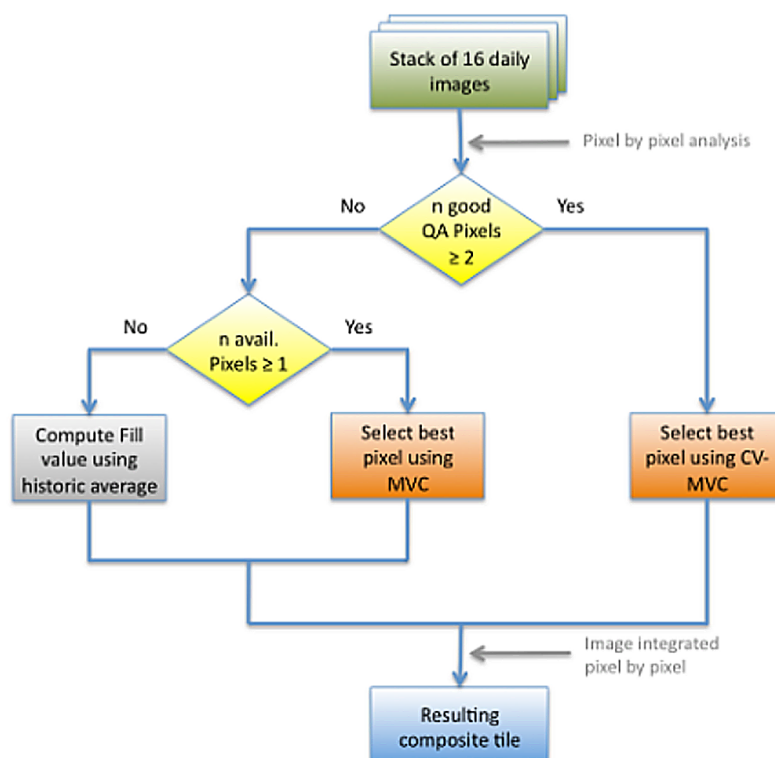 Stack of 16 daily
images
Pixel by pixel analysis
No
n good
QA Pixels
≥ 2
Yes
No
n avail.
Pixels ≥ 1
Yes
Compute Fill
value using
historic average
Select best
pixel using
MVC
Select best
pixel using CV-
MVC
Image integrated
pixel by pixel
Resulting
composite tile